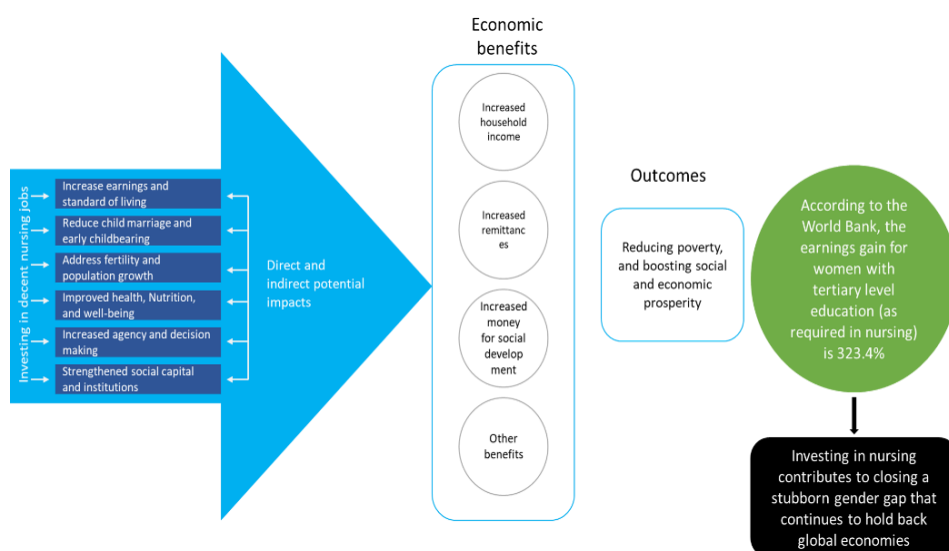 Investing in decent nursing jobs
Increase earnings and
standard of living
Reduce child marriage and
early childbearing
Address fertility and
population growth
Improved health, Nutrition,
and well-being
Increased agency and decision
making
Strengthened social capital
and institutions
Direct and
indirect potential
impacts
Economic
benefits
Increased
household
income
Increased
remittanc
es
Increased
money
for social
develop
ment
Other
benefits
Outcomes
Reducing poverty,
and boosting social
and economic
prosperity
According to the
World Bank, the
earnings gain for
women with
tertiary level
education (as
required in nursing)
is 323.4%
Investing in nursing
contributes to closing a
stubborn gender gap that
continues to hold back
global economies